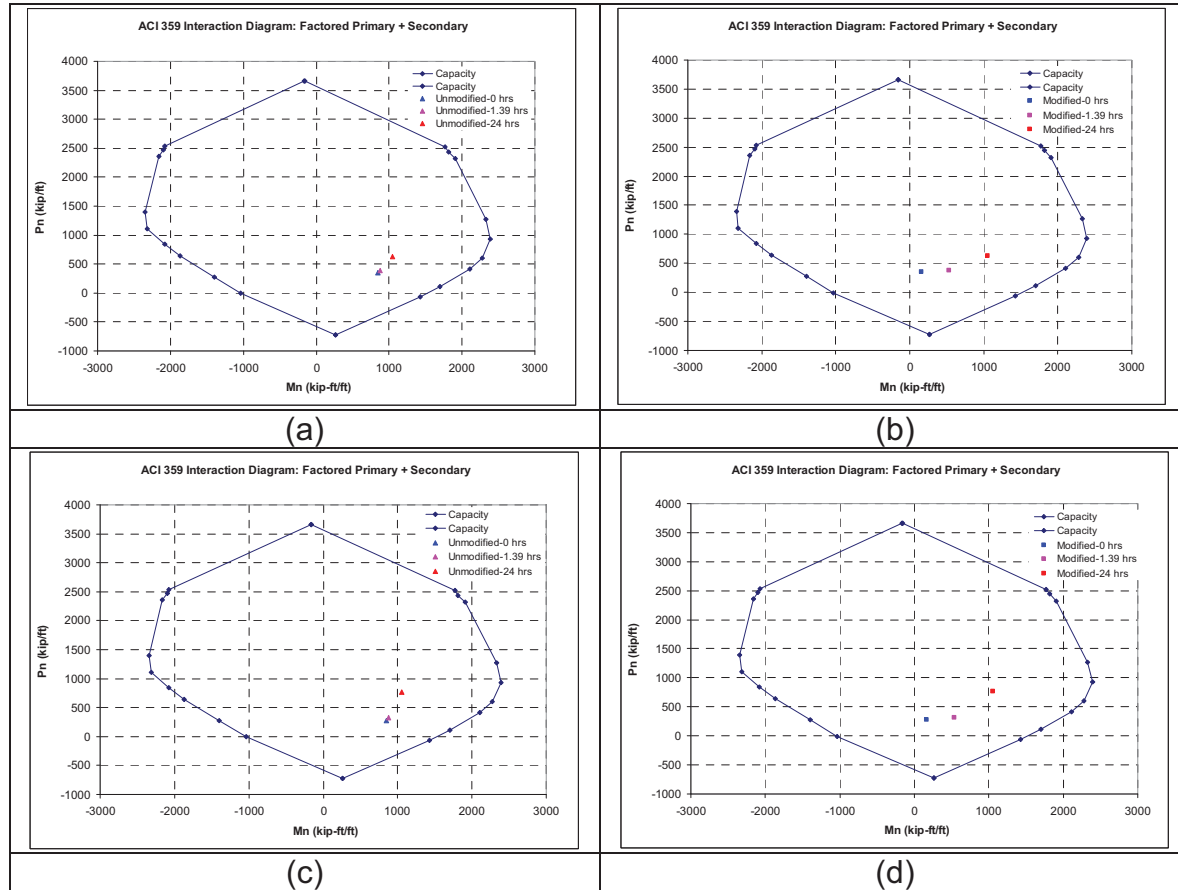 ACI 359 Interaction Diagram: Factored Primary + Secondary
4000
3500
3000
2500
2000
1500
1000
500
0
-500
-1000
Pn (kip/ft)
Capacity
Capacity
Unmodified-0 hrs
Unmodified-1.39 hrs
Unmodified-24 hrs
-3000 -2000 -1000 0 1000 2000 3000
Mn (kip-ft/ft)
(a)
ACI 359 Interaction Diagram: Factored Primary + Secondary
4000
3500
3000
2500
2000
1500
1000
500
0
-500
-1000
Pn (kip/ft)
Capacity
Capacity
Modified-0 hrs
Modified-1.39 hrs
Modified-24 hrs
-3000 -2000 -1000 0 1000 2000 3000
Mn (kip-ft/ft)
(b)
ACI 359 Interaction Diagram: Factored Primary + Secondary
4000
3500
3000
2500
2000
1500
1000
500
0
-500
-1000
Pn (kip/ft)
Capacity
Capacity
Unmodified-0 hrs
Unmodified-1.39 hrs
Unmodified-24 hrs
-3000 -2000 -1000 0 1000 2000 3000
Mn (kip-ft/ft)
(c)
ACI 359 Interaction Diagram: Factored Primary + Secondary
4000
3500
3000
2500
2000
1500
1000
500
0
-500
-1000
Pn (kip/ft)
Capacity
Capacity
Modified-0 hrs
Modified-1.39 hrs
Modified-24 hrs
-3000 -2000 -1000 0 1000 2000 3000
Mn (kip-ft/ft)
(d)